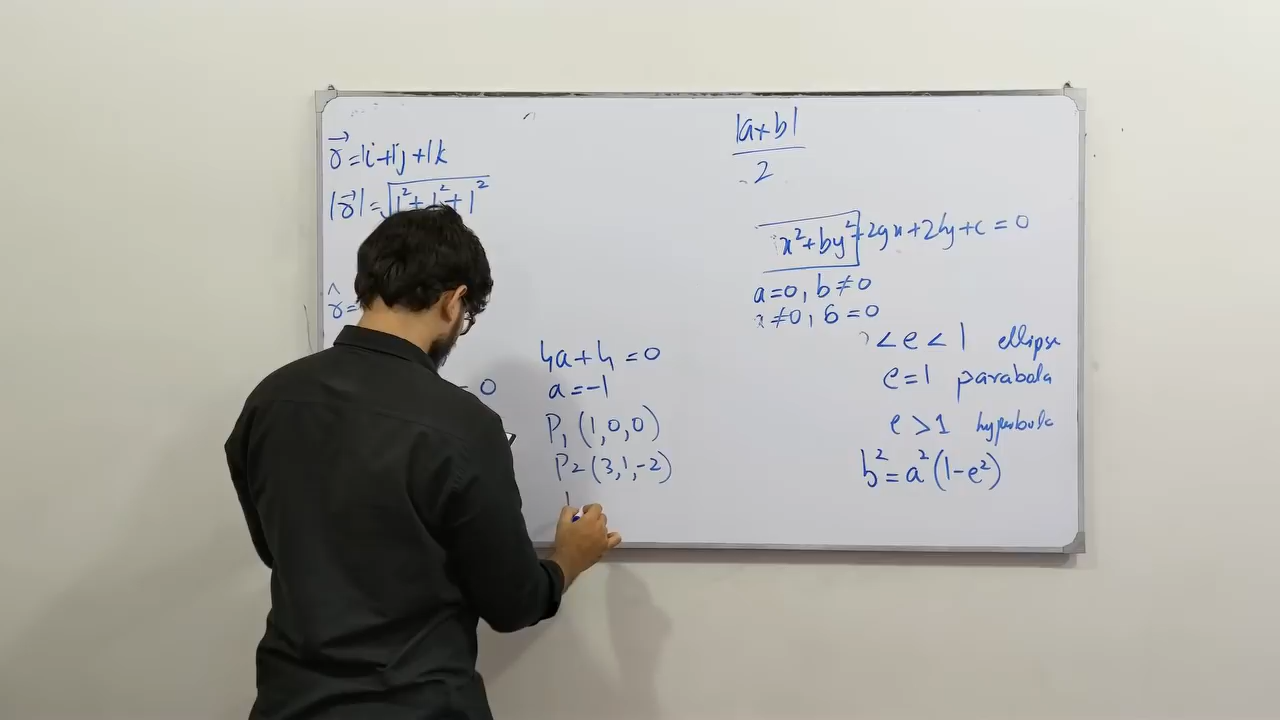 r⃗ = 1i + 1j + 1k
|r⃗| = √1² + 1² + 1²
r̂ =
= 0
4a + 4 = 0
a = -1
P₁ (1, 0, 0)
P₂ (3, 1, -2)
|a × b|
2
x² + by² + 2gx + 2fy + c = 0
a = 0, b ≠ 0
≠ 0, b = 0
< e < 1 ellipse
e = 1 parabola
e > 1 hyperbola
b² = a² (1 - e²)